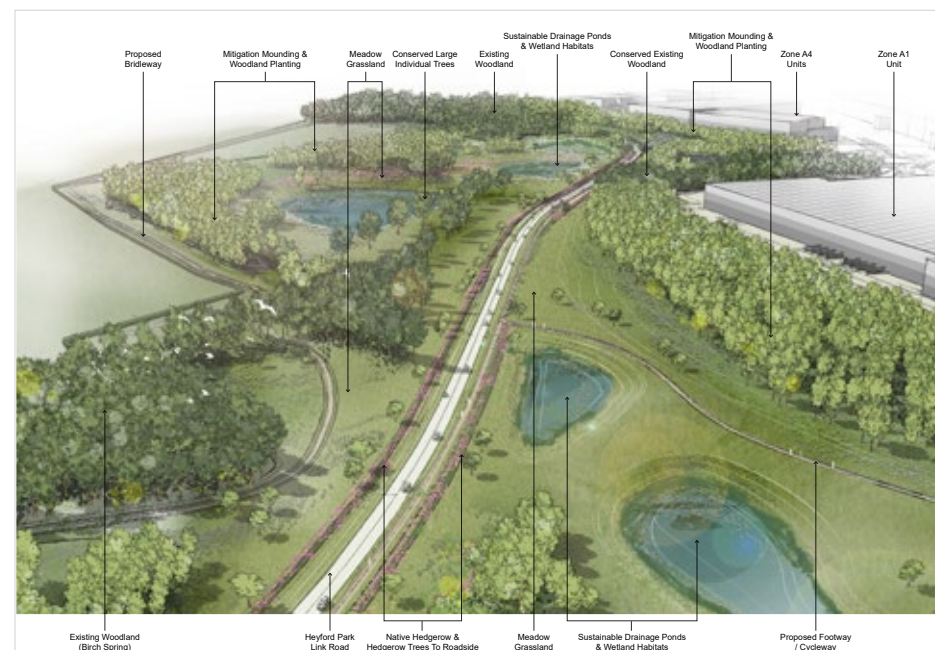 Proposed
Bridleway
Mitigation Mounding &
Woodland Planting
Meadow
Grassland
Conserved Large
Individual Trees
Existing
Woodland
Sustainable Drainage Ponds
& Wetland Habitats
Conserved Existing
Woodland
Mitigation Mounding &
Woodland Planting
Zone A4
Units
Zone A1
Unit
Existing Woodland
(Birch Spring)
Heyford Park
Link Road
Native Hedgerow &
Hedgerow Trees To Roadside
Meadow
Grassland
Sustainable Drainage Ponds
& Wetland Habitats
Proposed Footway
/ Cycleway